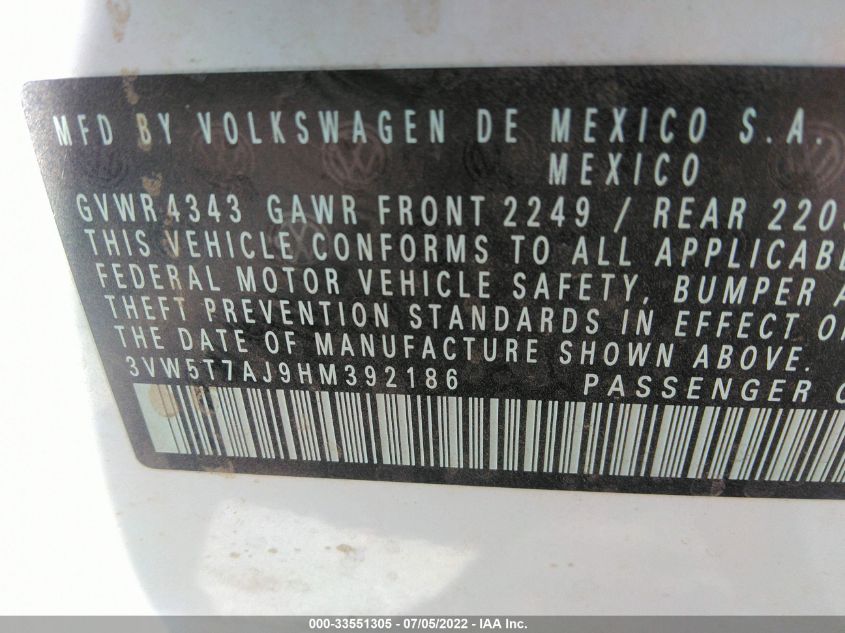 MFD BY VOLKSWAGEN DE MEXICO S.A.
MEXICO
GVWR 4343 GAWR FRONT 2249 / REAR 220
THIS VEHICLE CONFORMS TO ALL APPLICABLE
FEDERAL MOTOR VEHICLE SAFETY, BUMPER A
THEFT PREVENTION STANDARDS IN EFFECT O
THE DATE OF MANUFACTURE SHOWN ABOVE.
3VW5T7AJ9HM392186 PASSENGER C
000-33551305 - 07/05/2022 - IAA Inc.